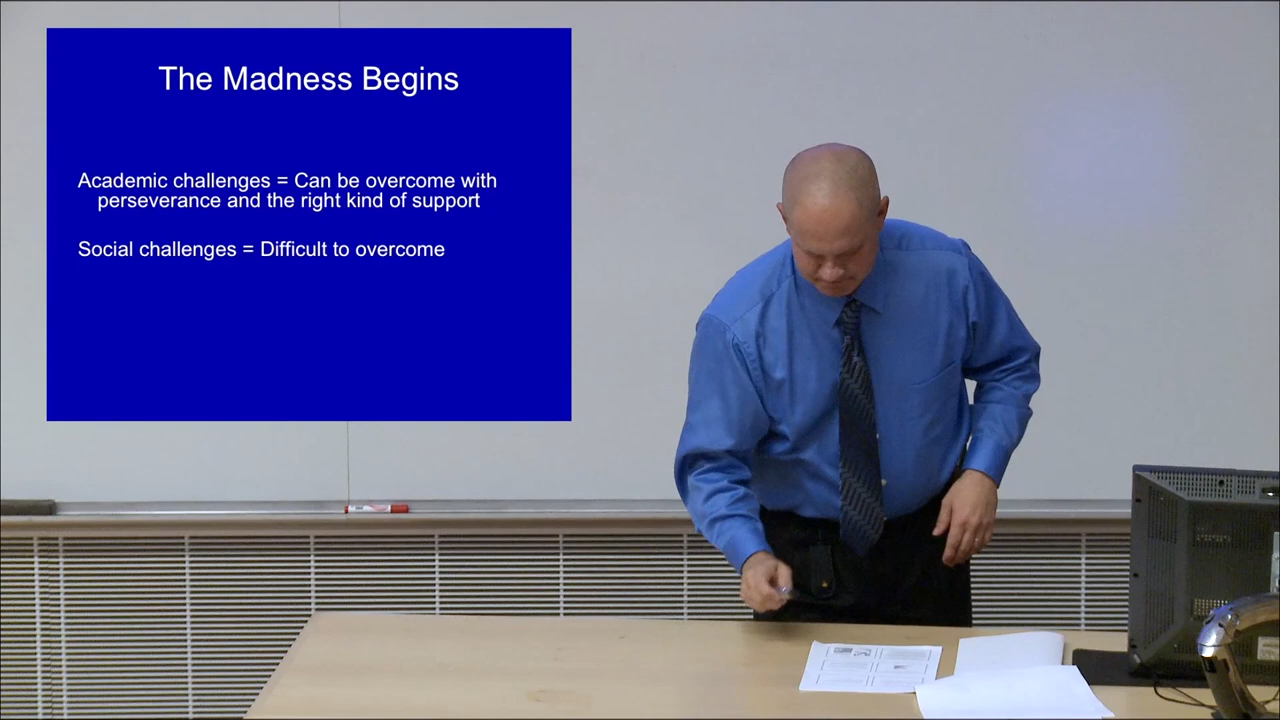 The Madness Begins
Academic challenges = Can be overcome with
perseverance and the right kind of support
Social challenges = Difficult to overcome